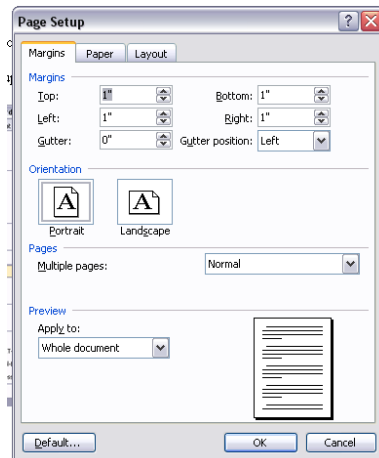 Page Setup
Margins Paper Layout
Margins
Top: 1" Bottom: 1"
Left: 1" Right: 1"
Gutter: 0" Gutter position: Left
Orientation
A A
Portrait Landscape
Pages
Multiple pages: Normal
Preview
Apply to:
Whole document
Default... OK Cancel